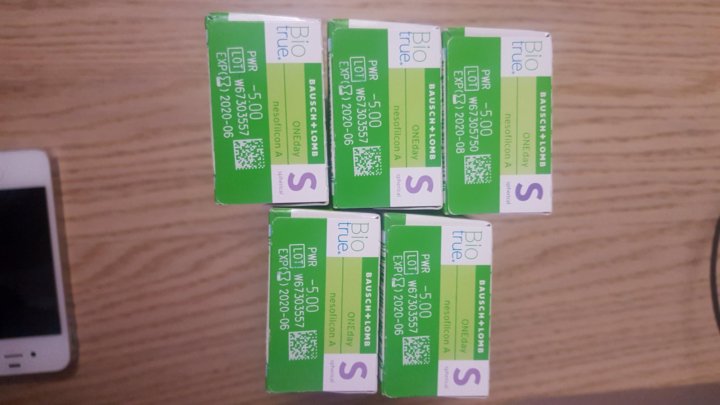 Bio
true®
BAUSCH+LOMB
ONEday
nesofilcon A
S
spherical
PWR -5.00
LOT W67303557
EXP 2020-06
Bio
true®
BAUSCH+LOMB
ONEday
nesofilcon A
S
spherical
PWR -5.00
LOT W67303557
EXP 2020-06
Bio
true®
BAUSCH+LOMB
ONEday
nesofilcon A
S
spherical
PWR -5.00
LOT W67305750
EXP 2020-08
Bio
true®
BAUSCH+LOMB
ONEday
nesofilcon A
S
spherical
PWR -5.00
LOT W67303557
EXP 2020-06
Bio
true®
BAUSCH+LOMB
ONEday
nesofilcon A
S
spherical
PWR -5.00
LOT W67303557
EXP 2020-06